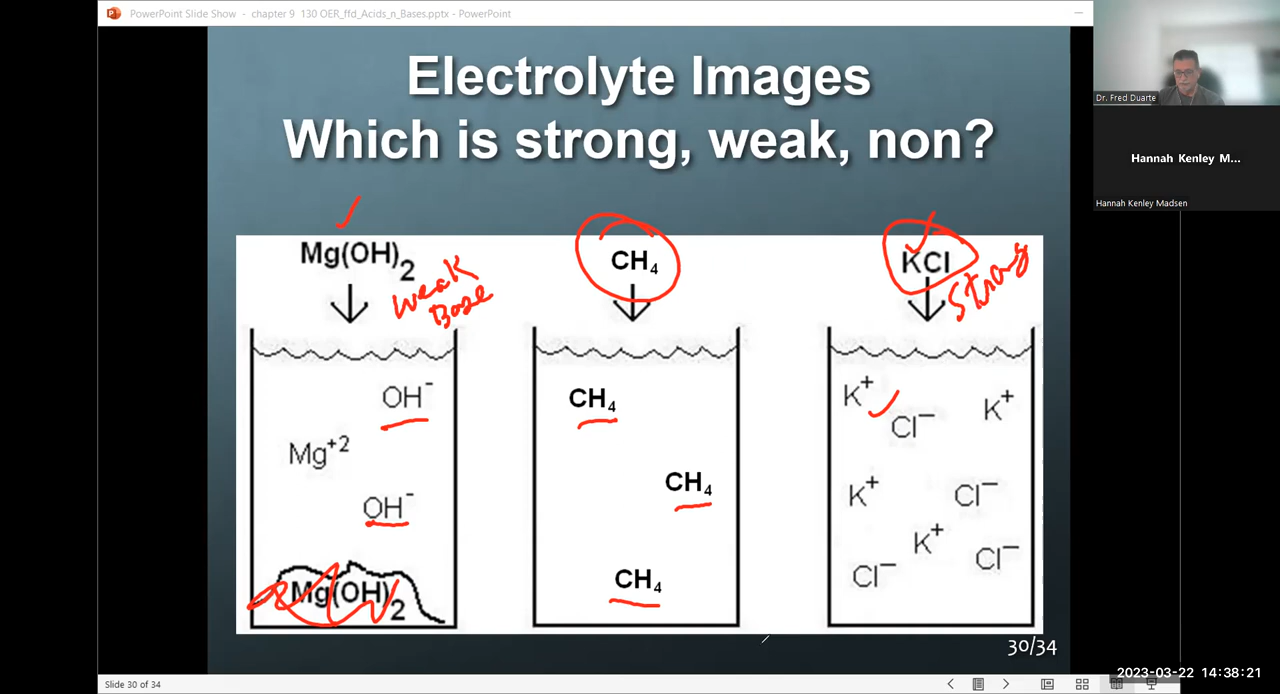 PowerPoint Slide Show - chapter 9 130 OER_ffd_Acids_n_Bases.pptx - PowerPoint
Electrolyte Images
Which is strong, weak, non?
Mg(OH)₂
weak
Base
CH₄
KCl
Strong
OH⁻
Mg⁺²
OH⁻
Mg(OH)₂
CH₄
CH₄
CH₄
K⁺
Cl⁻
K⁺
K⁺
Cl⁻
K⁺
Cl⁻
Cl⁻
30/34
Dr. Fred Duarte
Hannah Kenley M...
Hannah Kenley Madsen
Slide 30 of 34
2023-03-22 14:38:21